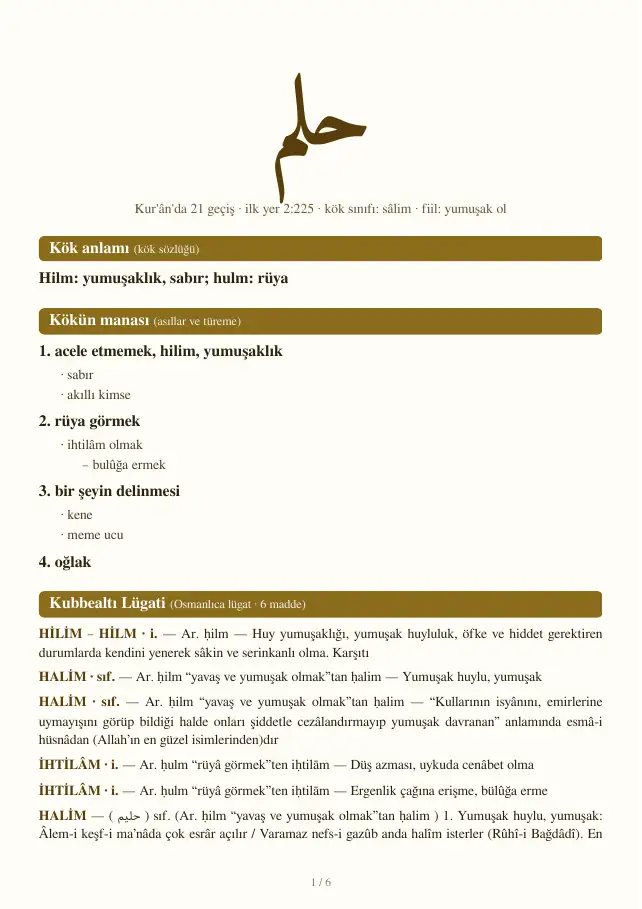 حلم
Kur'ân'da 21 geçiş · ilk yer 2:225 · kök sınıfı: sâlim · fiil: yumuşak ol
Kök anlamı (kök sözlüğü)
Hilm: yumuşaklık, sabır; hulm: rüya
Kökün manası (asıllar ve türeme)
1. acele etmemek, hilim, yumuşaklık
· sabır
· akıllı kimse
2. rüya görmek
· ihtilâm olmak
– bulûğa ermek
3. bir şeyin delinmesi
· kene
· meme ucu
4. oğlak
Kubbealtı Lügati (Osmanlıca lügat · 6 madde)
HİLİM – HİLM · i. — Ar. ḥilm — Huy yumuşaklığı, yumuşak huyluluk, öfke ve hiddet gerektiren
durumlarda kendini yenerek sâkin ve serinkanlı olma. Karşıtı
HALİM · sıf. — Ar. ḥilm “yavaş ve yumuşak olmak”tan ḥalіm — Yumuşak huylu, yumuşak
HALİM · sıf. — Ar. ḥilm “yavaş ve yumuşak olmak”tan ḥalіm — “Kullarının isyânını, emirlerine
uymayışını görüp bildiği halde onları şiddetle cezâlandırmayıp yumuşak davranan” anlamında esmâ-i
hüsnâdan (Allah’ın en güzel isimlerinden)dır
İHTİLÂM · i. — Ar. ḥulm “rüyâ görmek”ten iḥtilām — Düş azması, uykuda cenâbet olma
İHTİLÂM · i. — Ar. ḥulm “rüyâ görmek”ten iḥtilām — Ergenlik çağına erişme, bülûğa erme
HALİM — ( حليم ) sıf. (Ar. ḥilm “yavaş ve yumuşak olmak”tan ḥalіm ) 1. Yumuşak huylu, yumuşak:
Âlem-i keşf-i ma’nâda çok esrâr açılır / Varamaz nefs-i gazûb anda halîm isterler (Rûhî-i Bağdâdî). En
1 / 6